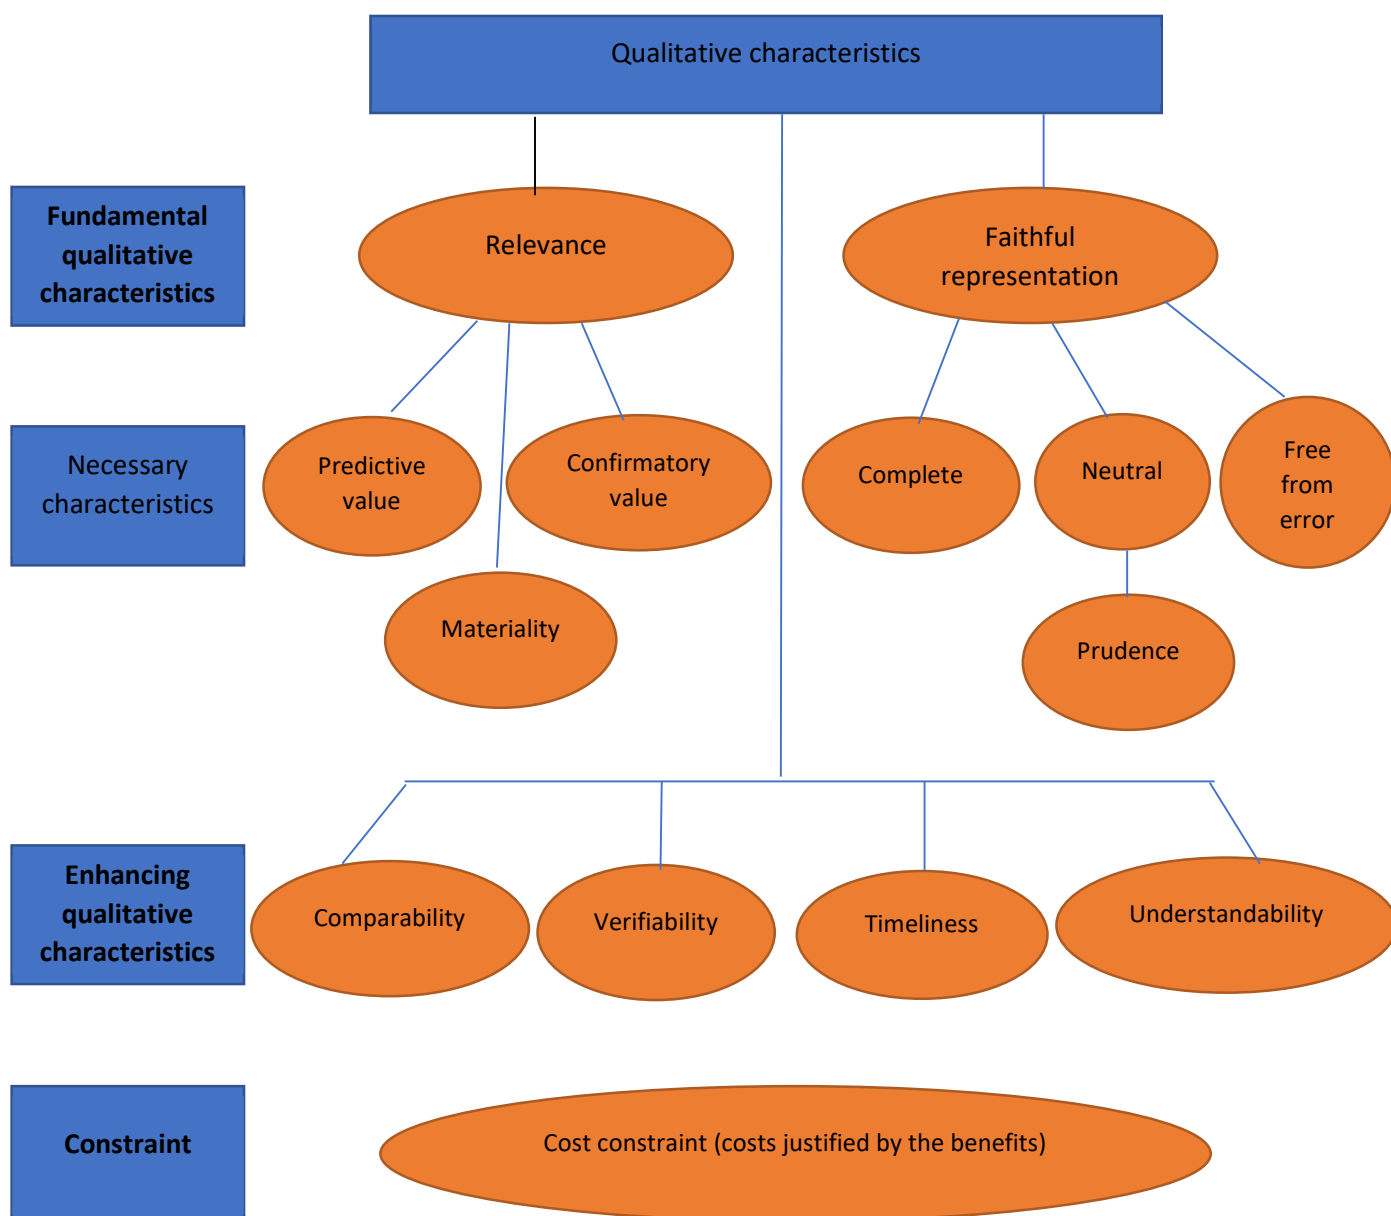 Qualitative characteristics
Fundamental
qualitative
characteristics
Relevance
Faithful
representation
Necessary
characteristics
Predictive
value
Confirmatory
value
Complete
Neutral
Free
from
error
Materiality
Prudence
Enhancing
qualitative
characteristics
Comparability
Verifiability
Timeliness
Understandability
Constraint
Cost constraint (costs justified by the benefits)